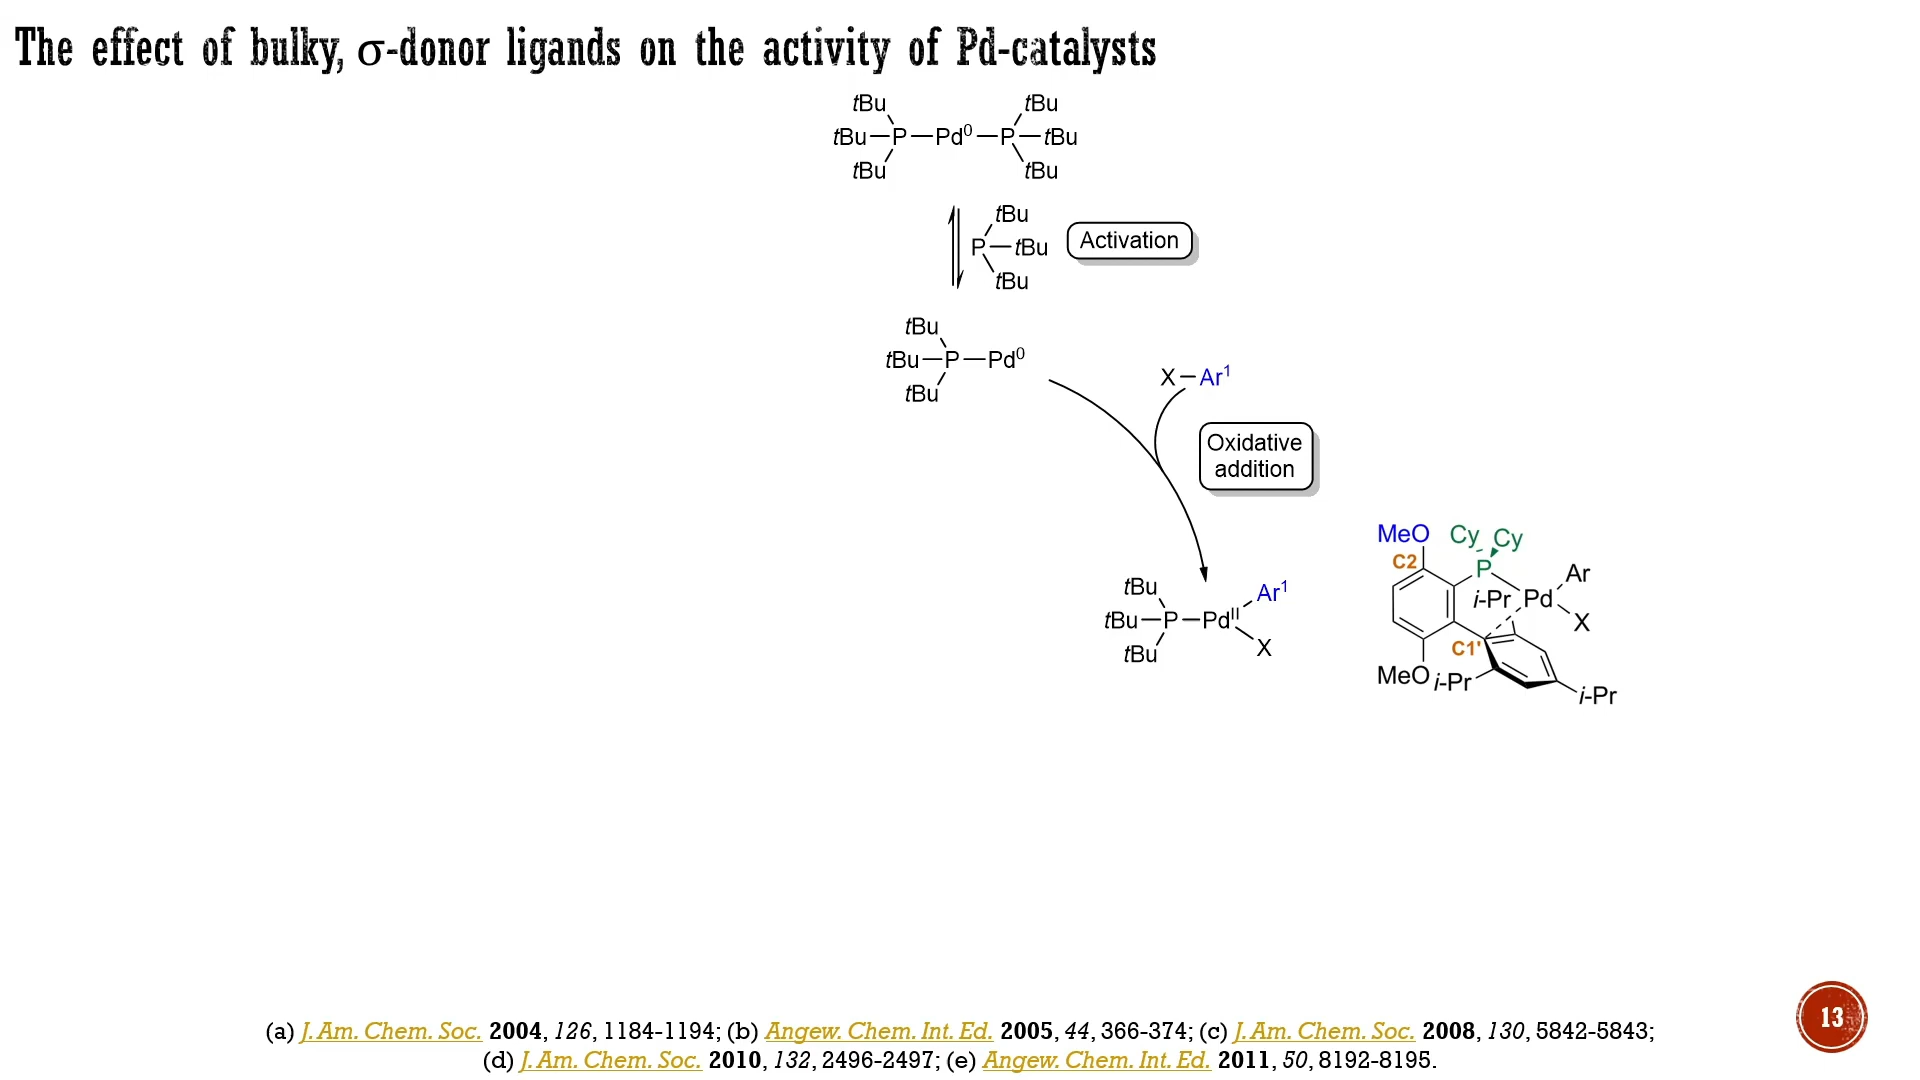 The effect of bulky, σ-donor ligands on the activity of Pd-catalysts
tBu tBu
tBu—P—Pd⁰—P—tBu
tBu tBu
tBu
P—tBu
tBu
Activation
tBu
tBu—P—Pd⁰
tBu
X–Ar¹
Oxidative
addition
tBu
Ar¹
tBu—P—Pdᴵᴵ
X
tBu
MeO Cy Cy
C2
P
Ar
i-Pr Pd
X
C1'
MeO i-Pr
i-Pr
(a) J. Am. Chem. Soc. 2004, 126, 1184-1194; (b) Angew. Chem. Int. Ed. 2005, 44, 366-374; (c) J. Am. Chem. Soc. 2008, 130, 5842-5843;
(d) J. Am. Chem. Soc. 2010, 132, 2496-2497; (e) Angew. Chem. Int. Ed. 2011, 50, 8192-8195.
13